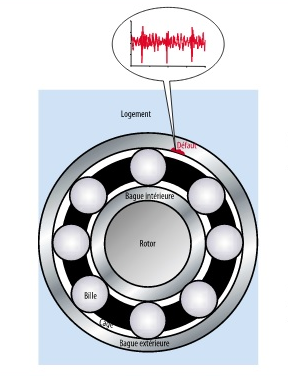 Logement
Défaut
Bague intérieure
Rotor
Bille
Cage
Bague extérieure